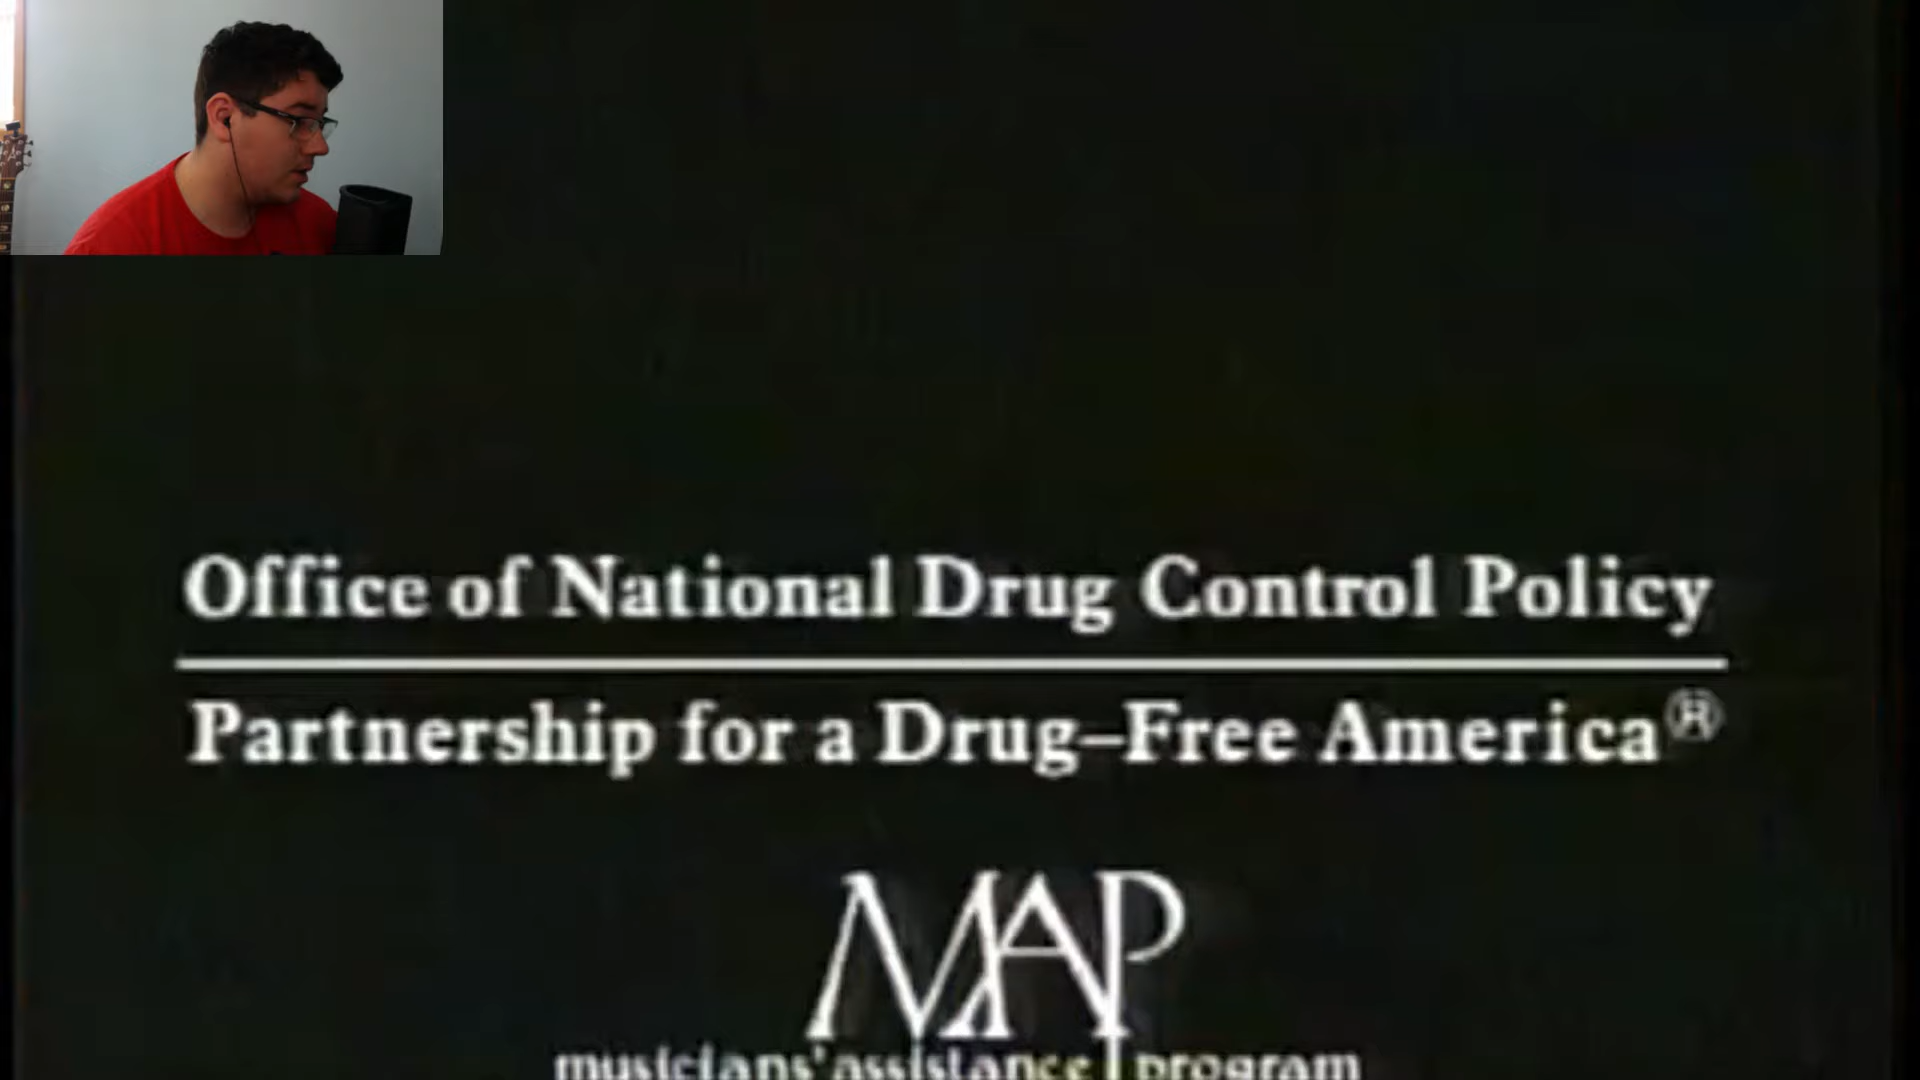 Office of National Drug Control Policy
Partnership for a Drug–Free America®
MAP
musicians' assistance program